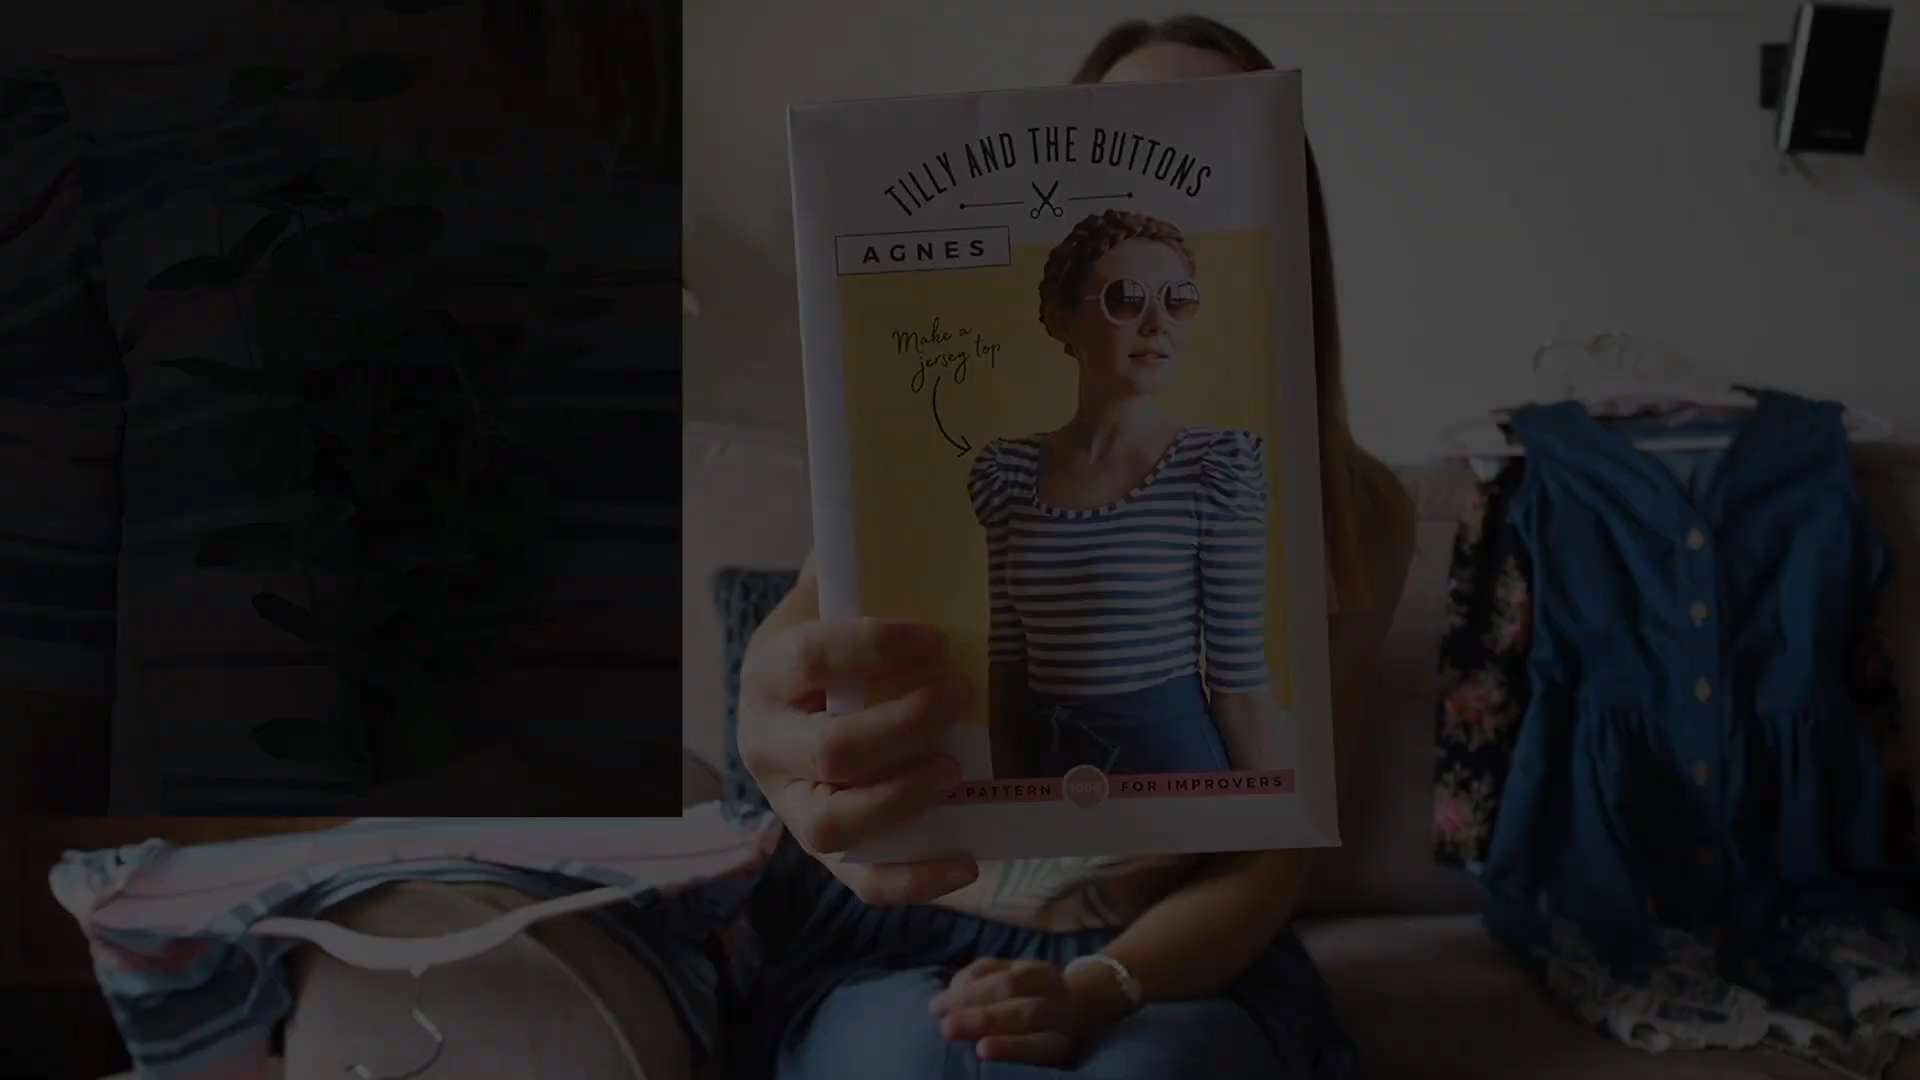 TILLY AND THE BUTTONS
AGNES
Make a
jersey top
PATTERN
FOR IMPROVERS